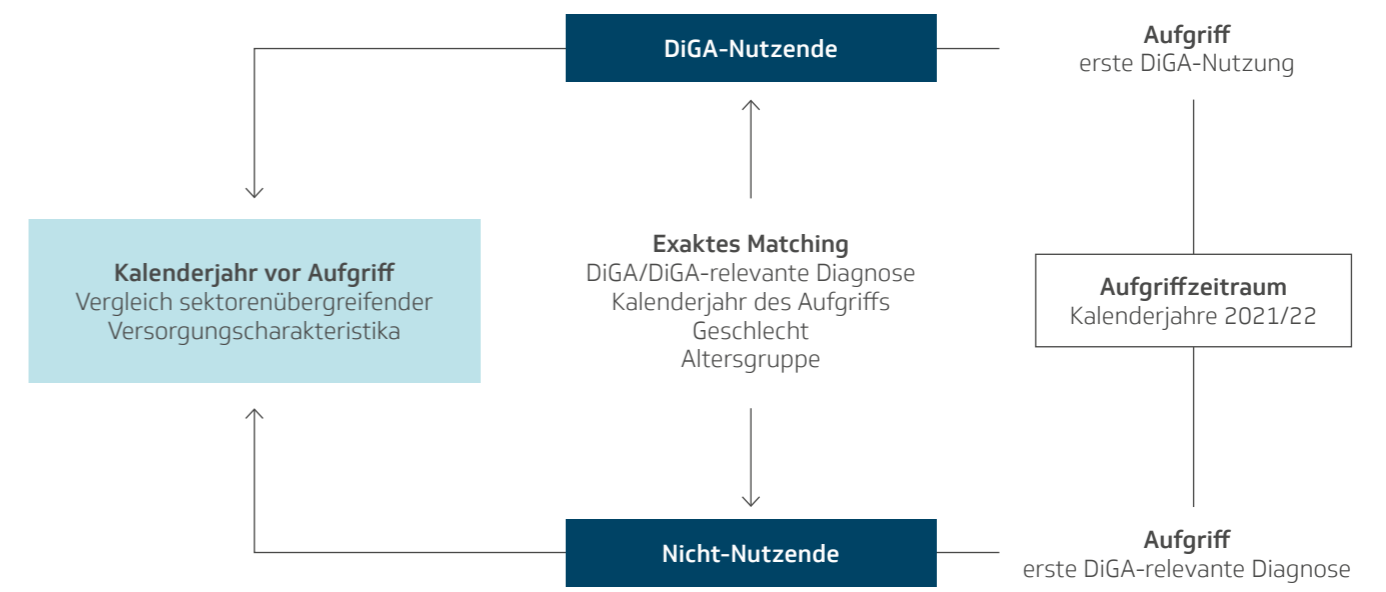 DiGA-Nutzende
Aufgriff
erste DiGA-Nutzung
Kalenderjahr vor Aufgriff
Vergleich sektorenübergreifender
Versorgungscharakteristika
Exaktes Matching
DiGA/DiGA-relevante Diagnose
Kalenderjahr des Aufgriffs
Geschlecht
Altersgruppe
Aufgriffzeitraum
Kalenderjahre 2021/22
Nicht-Nutzende
Aufgriff
erste DiGA-relevante Diagnose